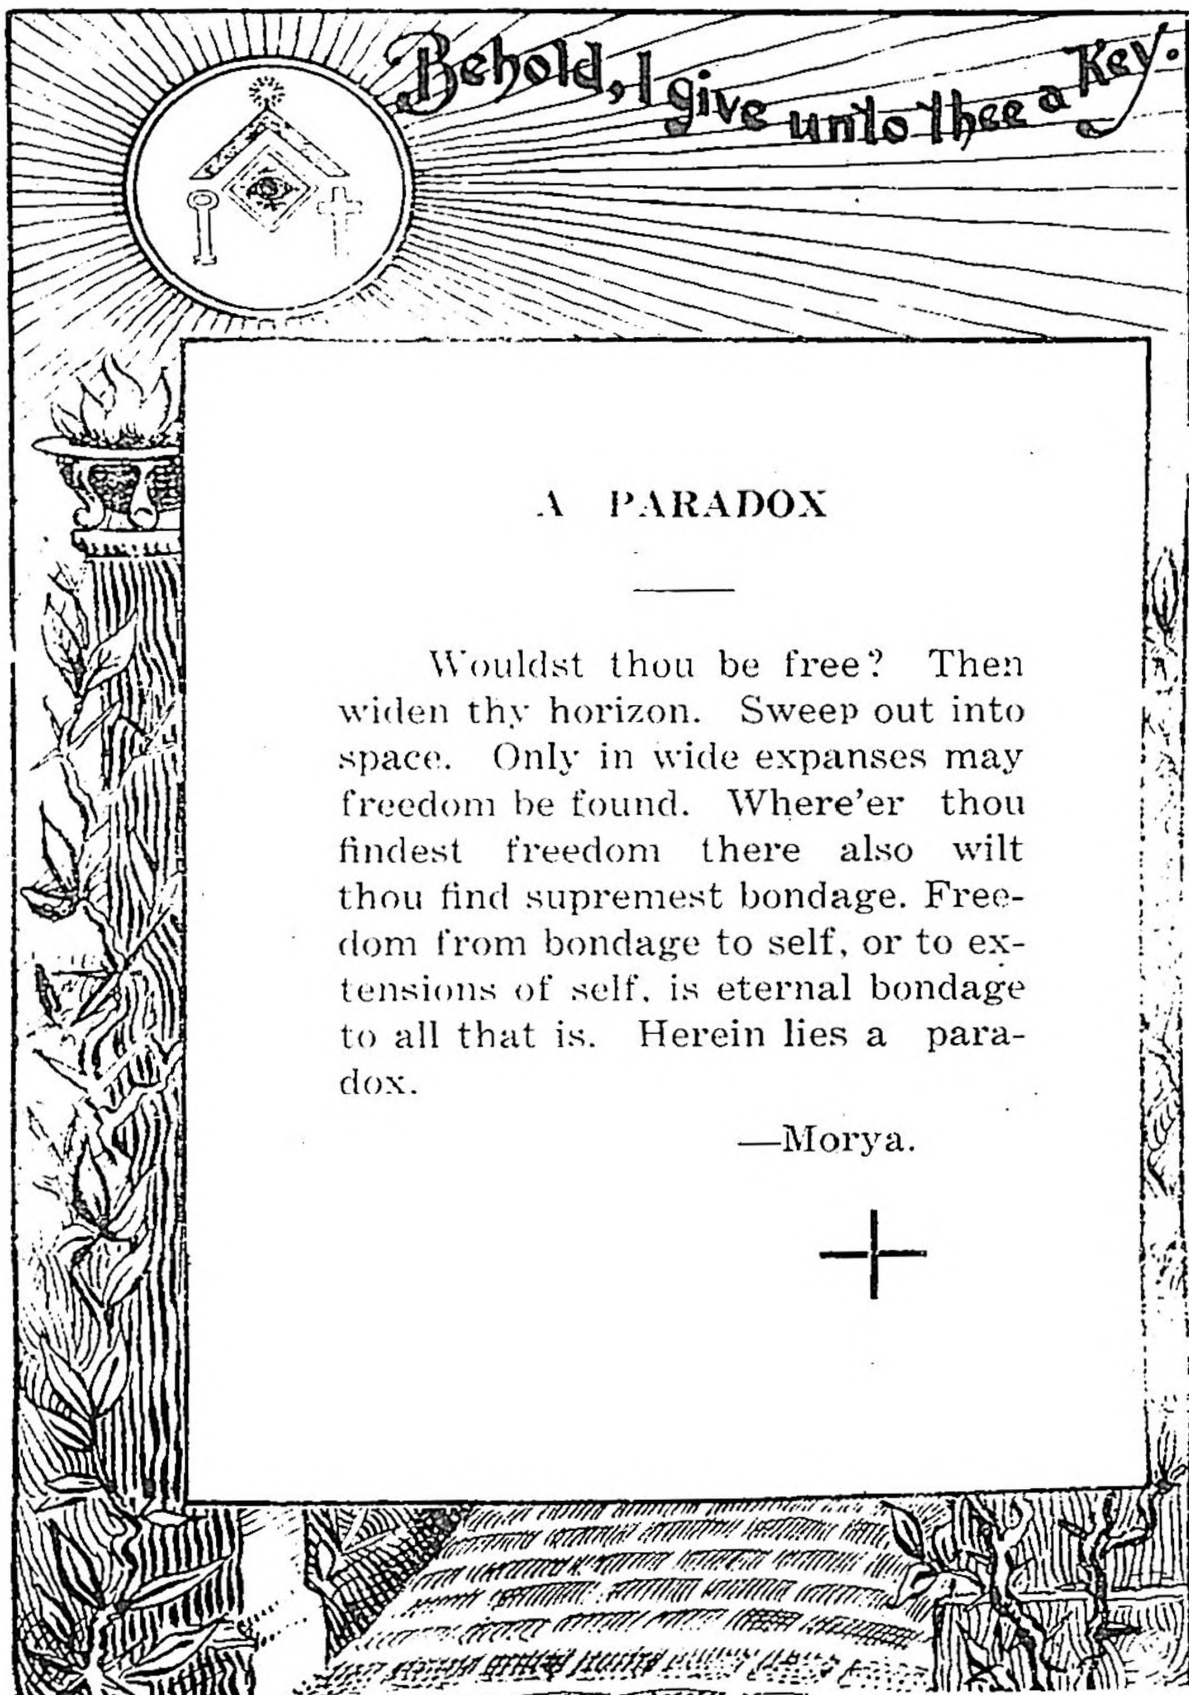 Behold, I give unto thee a Key.
A PARADOX
Wouldst thou be free? Then
widen thy horizon. Sweep out into
space. Only in wide expanses may
freedom be found. Where'er thou
findest freedom there also wilt
thou find supremest bondage. Free-
dom from bondage to self, or to ex-
tensions of self, is eternal bondage
to all that is. Herein lies a para-
dox.
—Morya.